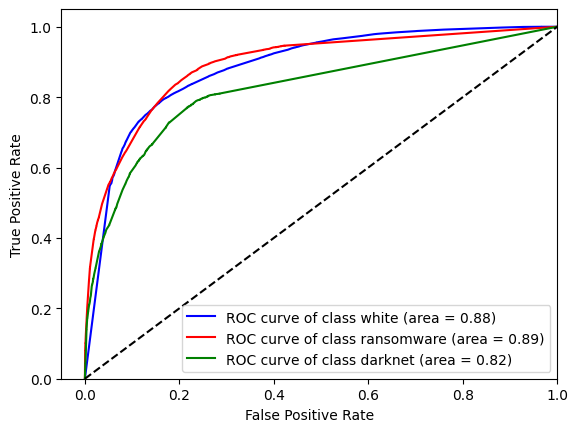 1.0
0.8
0.6
0.4
0.2
0.0
True Positive Rate
0.0 0.2 0.4 0.6 0.8 1.0
False Positive Rate
ROC curve of class white (area = 0.88)
ROC curve of class ransomware (area = 0.89)
ROC curve of class darknet (area = 0.82)